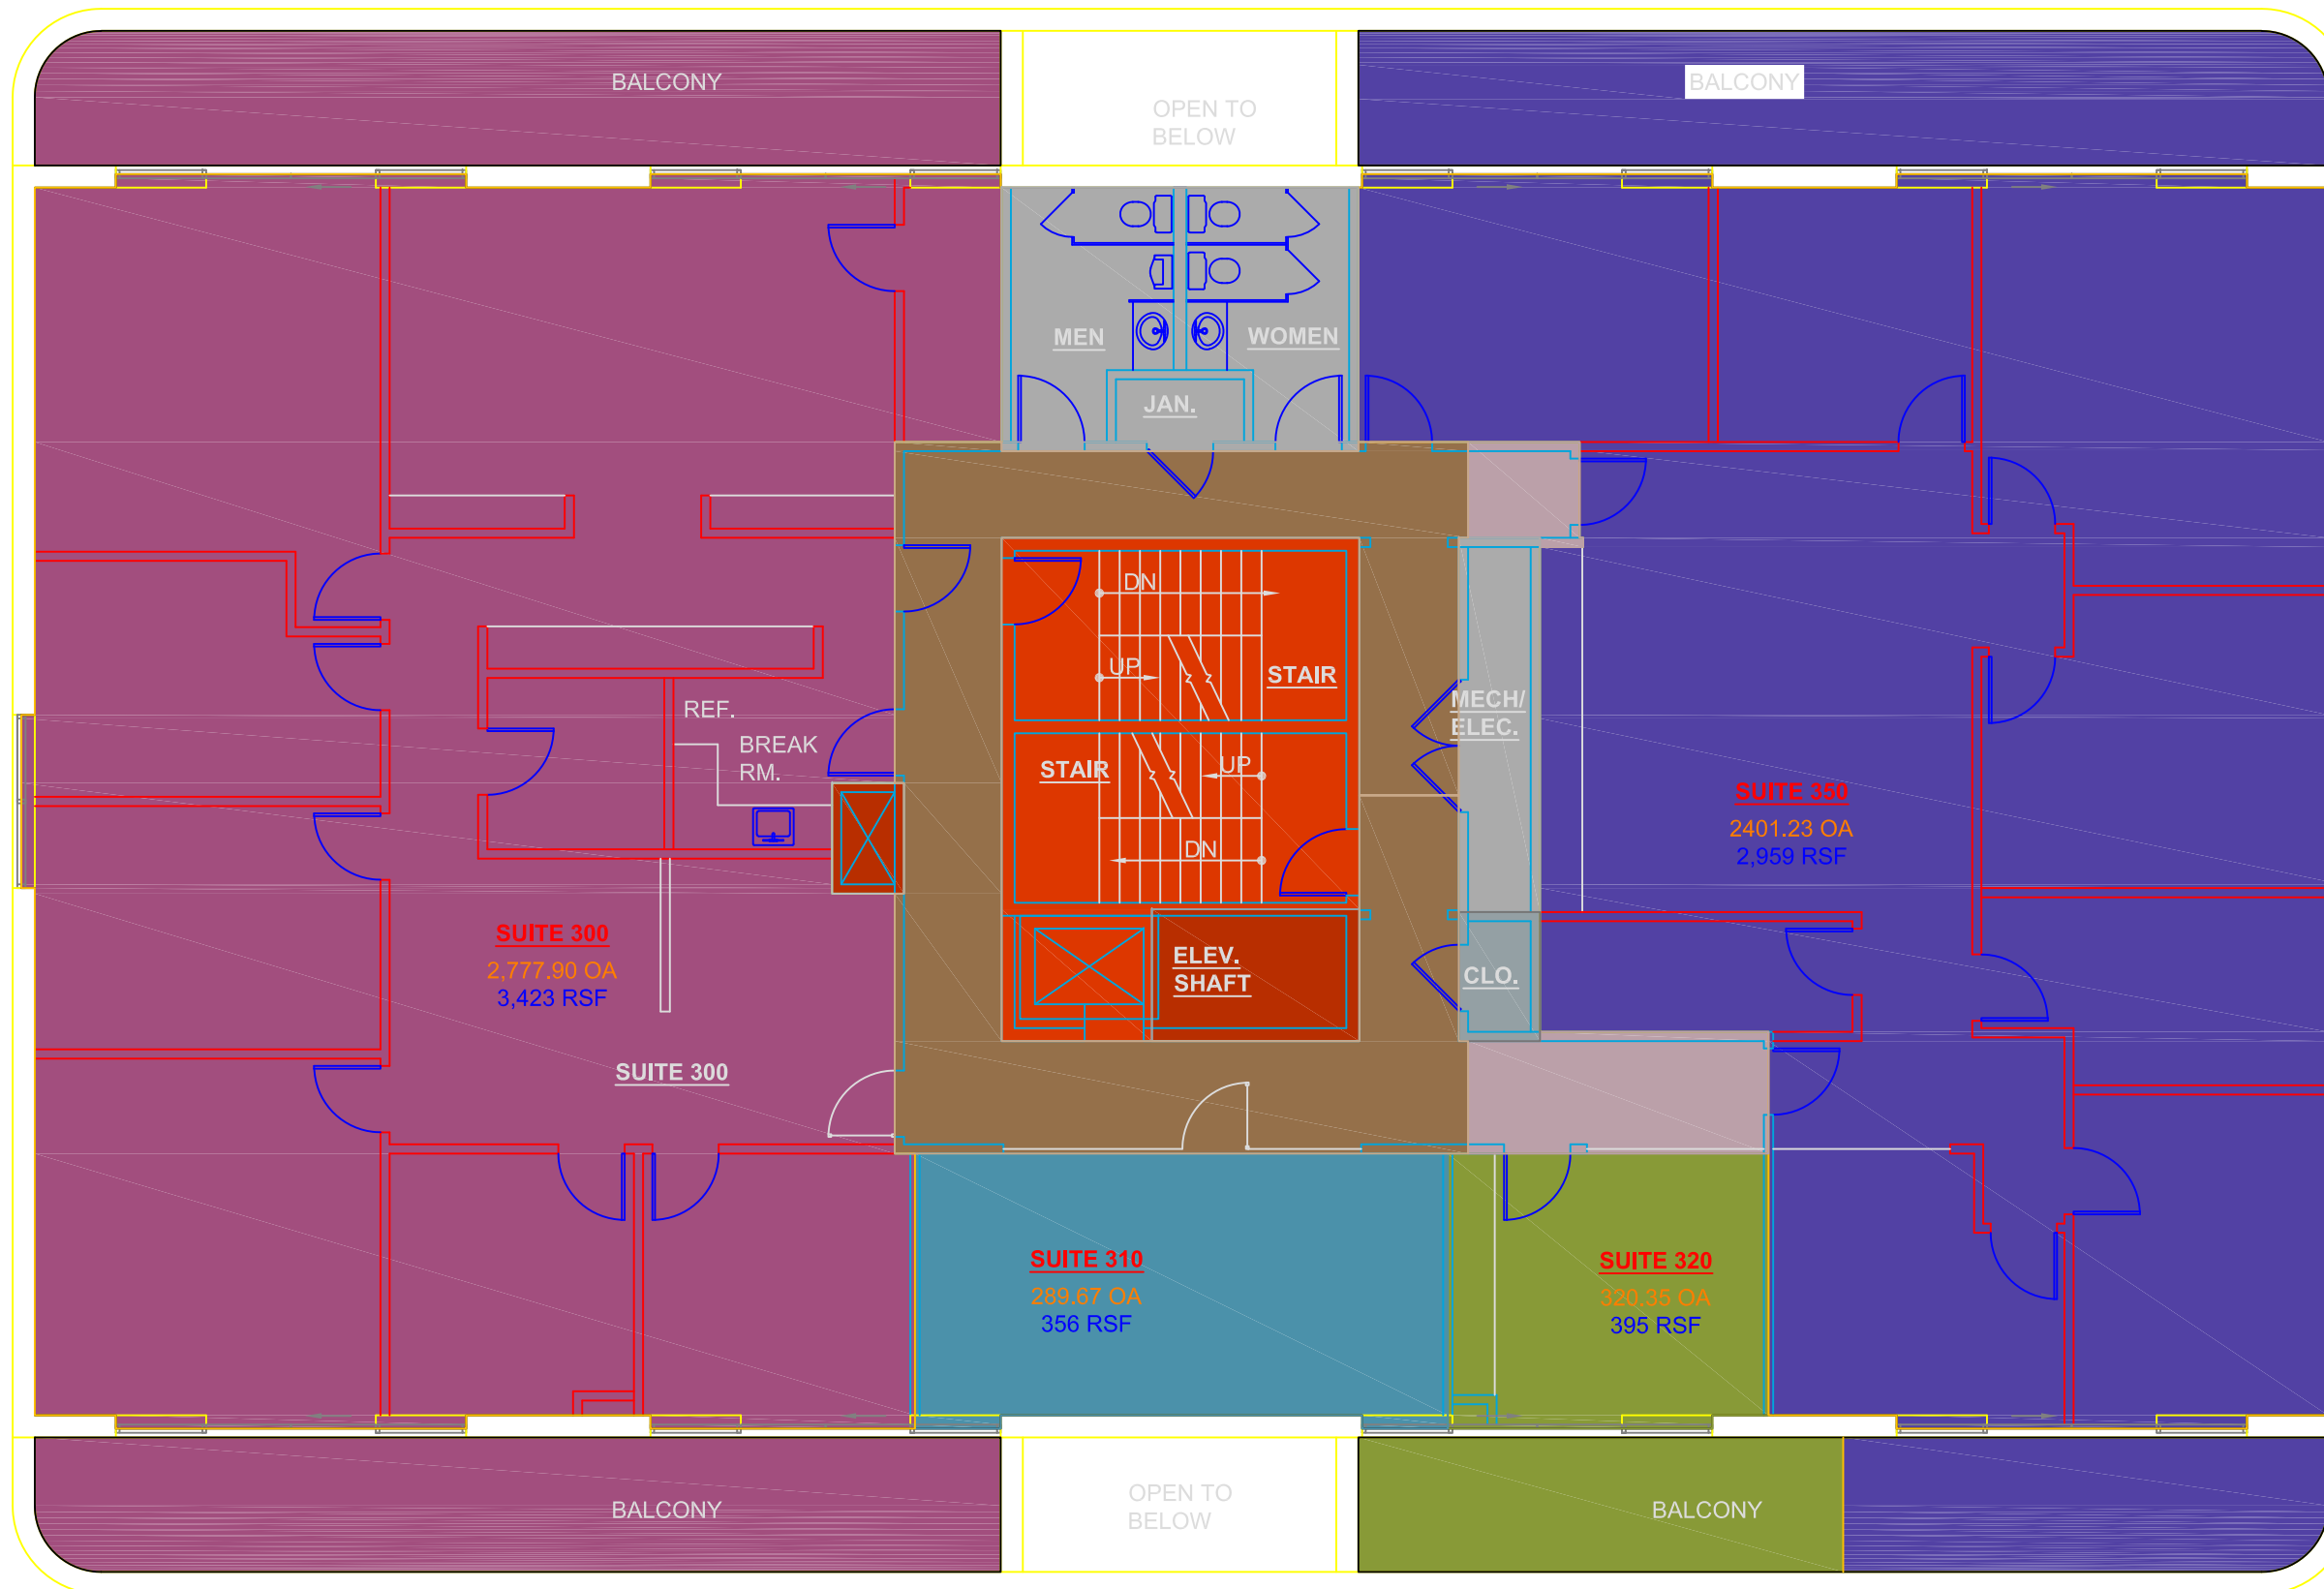 BALCONY
BALCONY
OPEN TO
BELOW
MEN
WOMEN
JAN.
DN
UP
STAIR
MECH/
ELEC.
REF.
BREAK
RM.
STAIR
UP
DN
SUITE 350
2401.23 OA
2,959 RSF
SUITE 300
2,777.90 OA
3,423 RSF
ELEV.
SHAFT
CLO.
SUITE 300
SUITE 310
289.67 OA
356 RSF
SUITE 320
320.35 OA
395 RSF
BALCONY
OPEN TO
BELOW
BALCONY